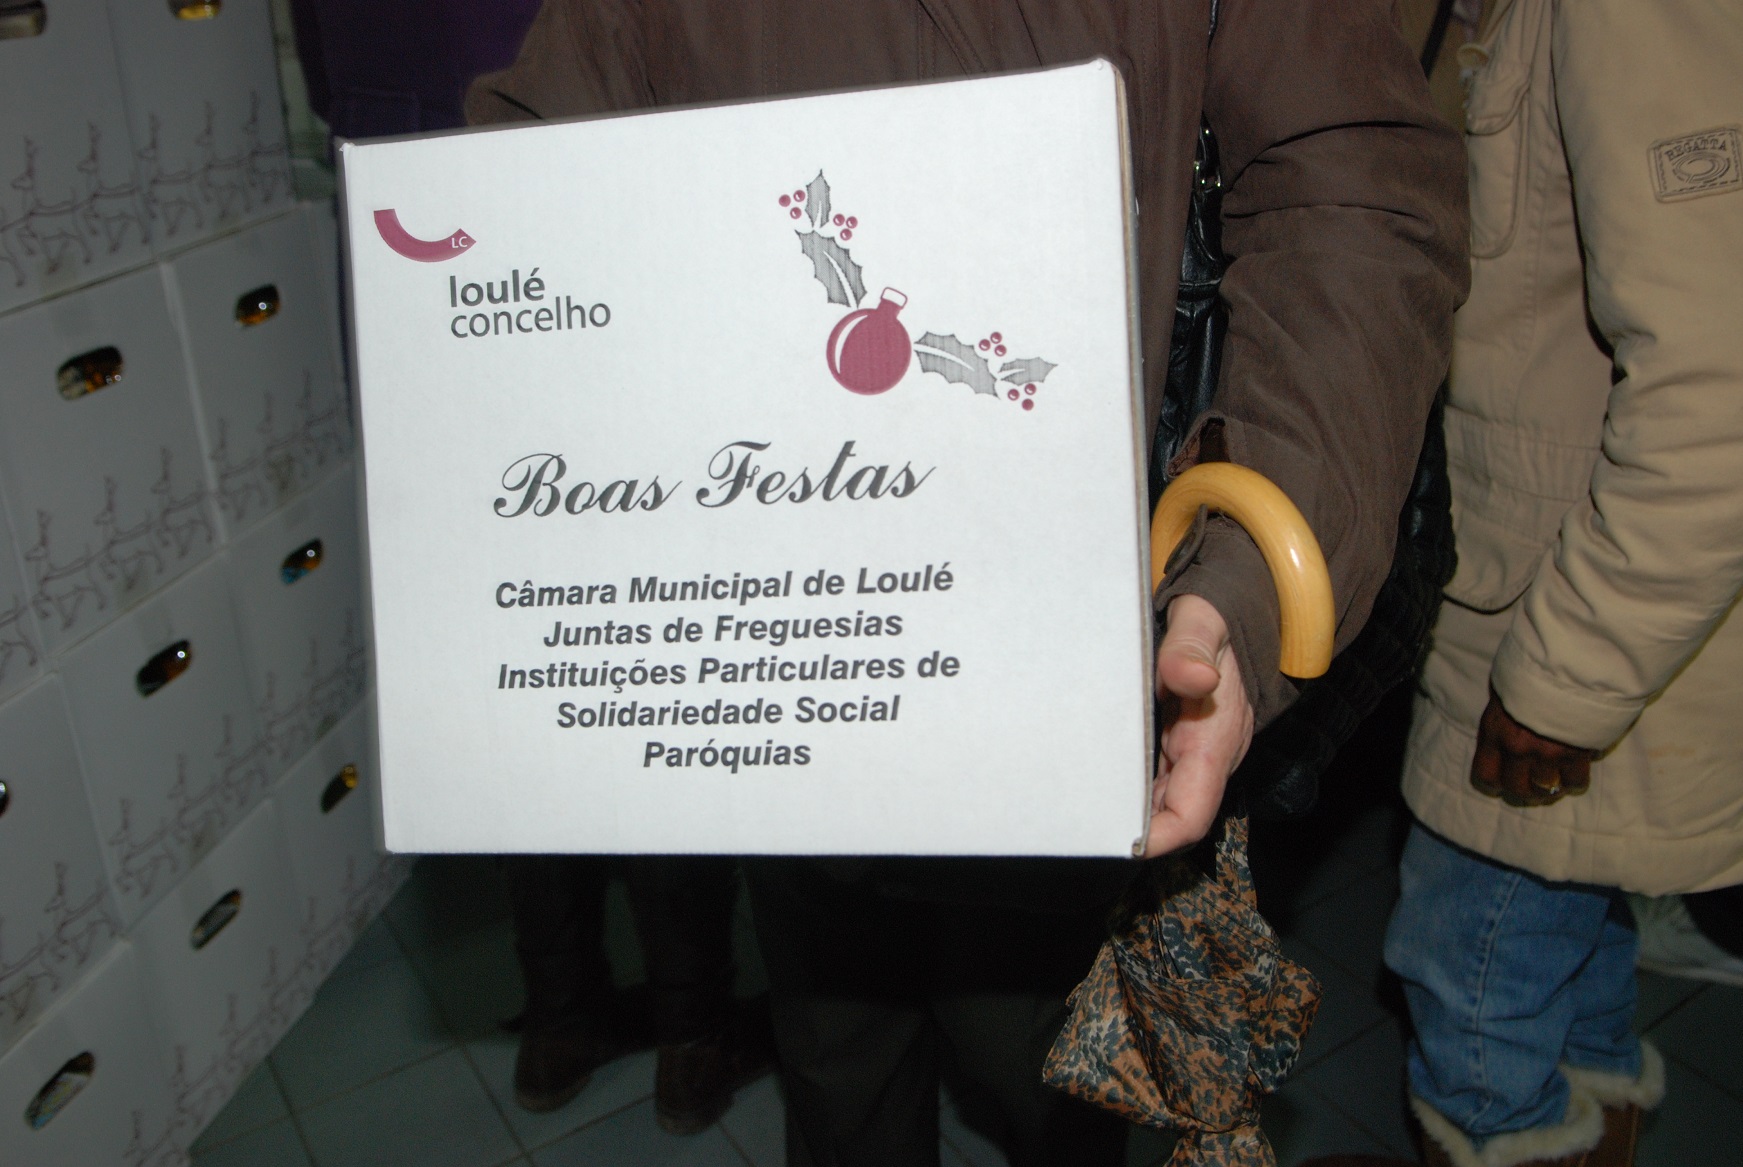 LC
loulé
concelho
Boas Festas
Câmara Municipal de Loulé
Juntas de Freguesias
Instituições Particulares de
Solidariedade Social
Paróquias
REGATTA